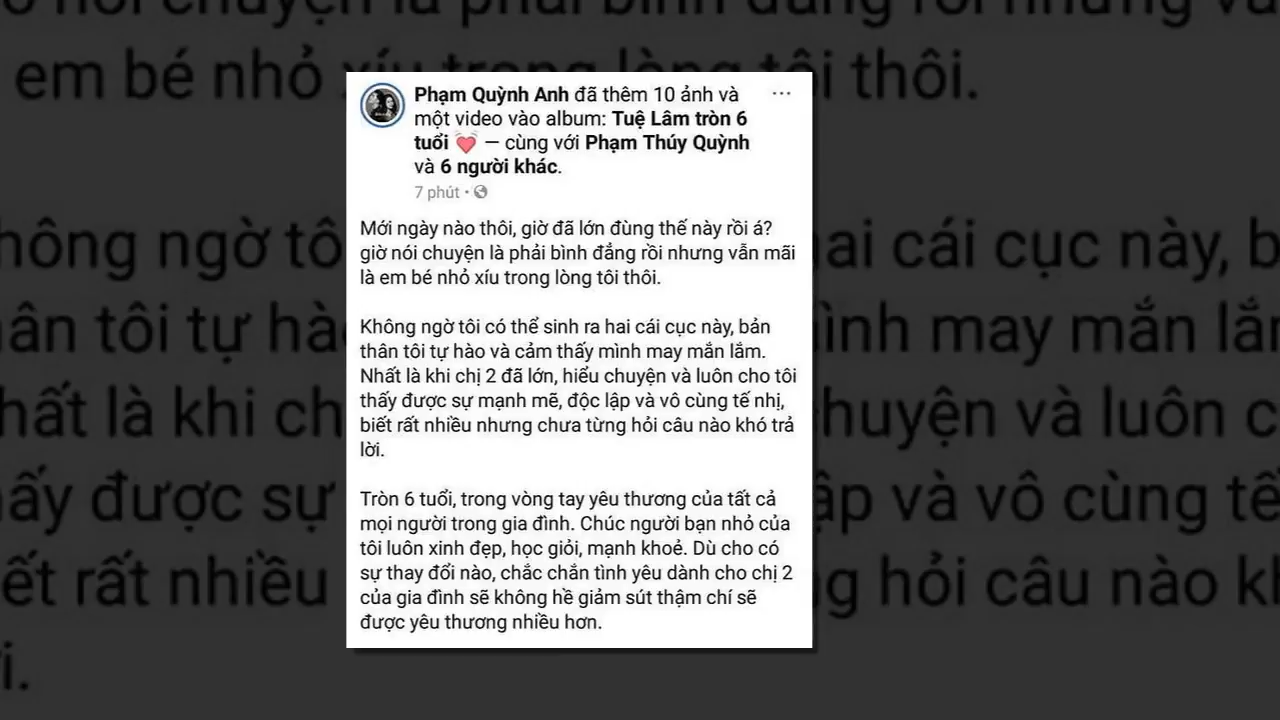 Phạm Quỳnh Anh đã thêm 10 ảnh và
một video vào album: Tuệ Lâm tròn 6
tuổi 💓 — cùng với Phạm Thúy Quỳnh
và 6 người khác.
7 phút •
Mới ngày nào thôi, giờ đã lớn đùng thế này rồi á?
giờ nói chuyện là phải bình đẳng rồi nhưng vẫn mãi
là em bé nhỏ xíu trong lòng tôi thôi.
Không ngờ tôi có thể sinh ra hai cái cục này, bản
thân tôi tự hào và cảm thấy mình may mắn lắm.
Nhất là khi chị 2 đã lớn, hiểu chuyện và luôn cho tôi
thấy được sự mạnh mẽ, độc lập và vô cùng tế nhị,
biết rất nhiều nhưng chưa từng hỏi câu nào khó trả
lời.
Tròn 6 tuổi, trong vòng tay yêu thương của tất cả
mọi người trong gia đình. Chúc người bạn nhỏ của
tôi luôn xinh đẹp, học giỏi, mạnh khoẻ. Dù cho có
sự thay đổi nào, chắc chắn tình yêu dành cho chị 2
của gia đình sẽ không hề giảm sút thậm chí sẽ
được yêu thương nhiều hơn.